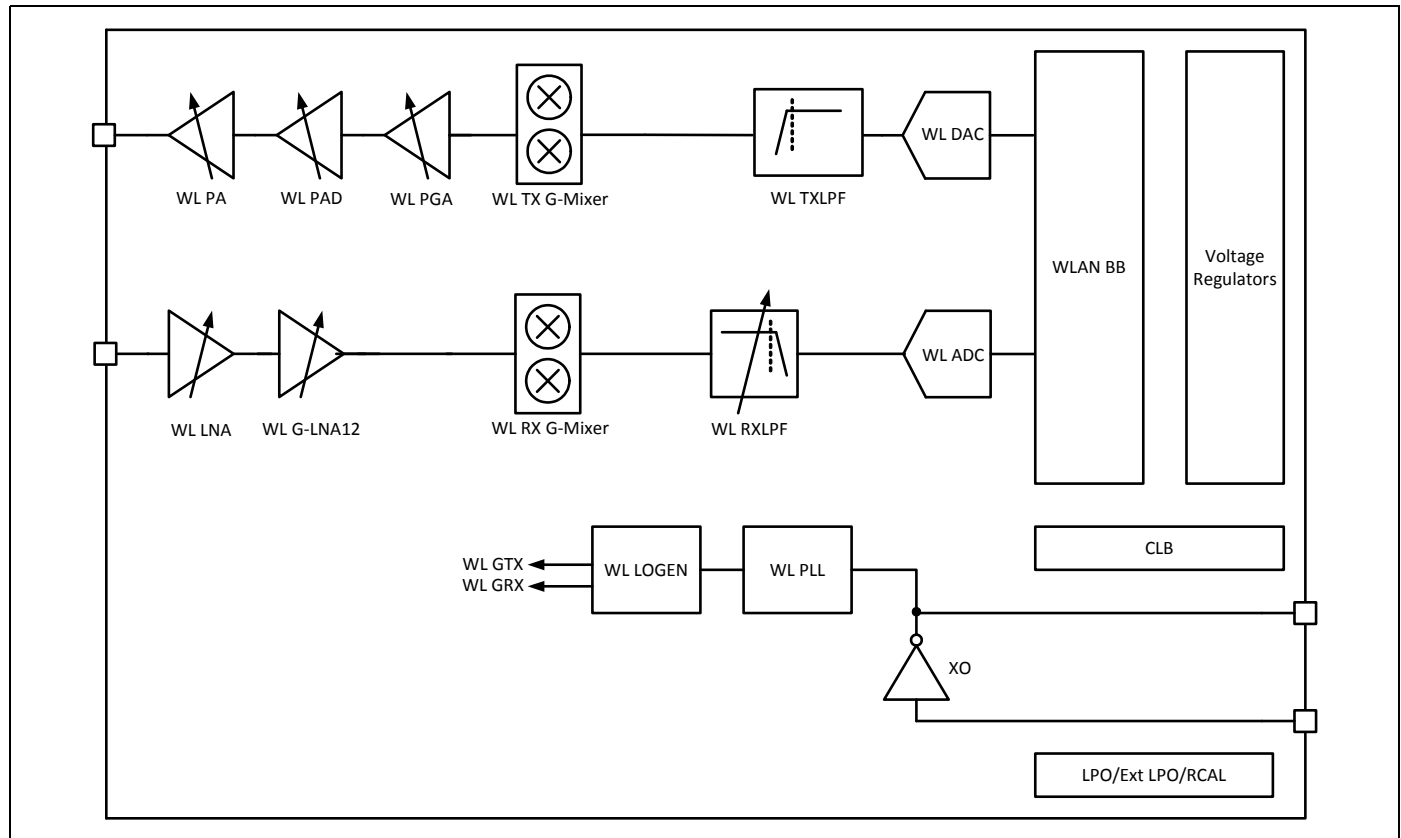 WL DAC
WL PA
WL PAD
WL PGA
WL TX G-Mixer
WL TXLPF
WLAN BB
Voltage
Regulators
WL ADC
WL LNA
WL G-LNA12
WL RX G-Mixer
WL RXLPF
CLB
WL GTX
WL GRX
WL LOGEN
WL PLL
XO
LPO/Ext LPO/RCAL